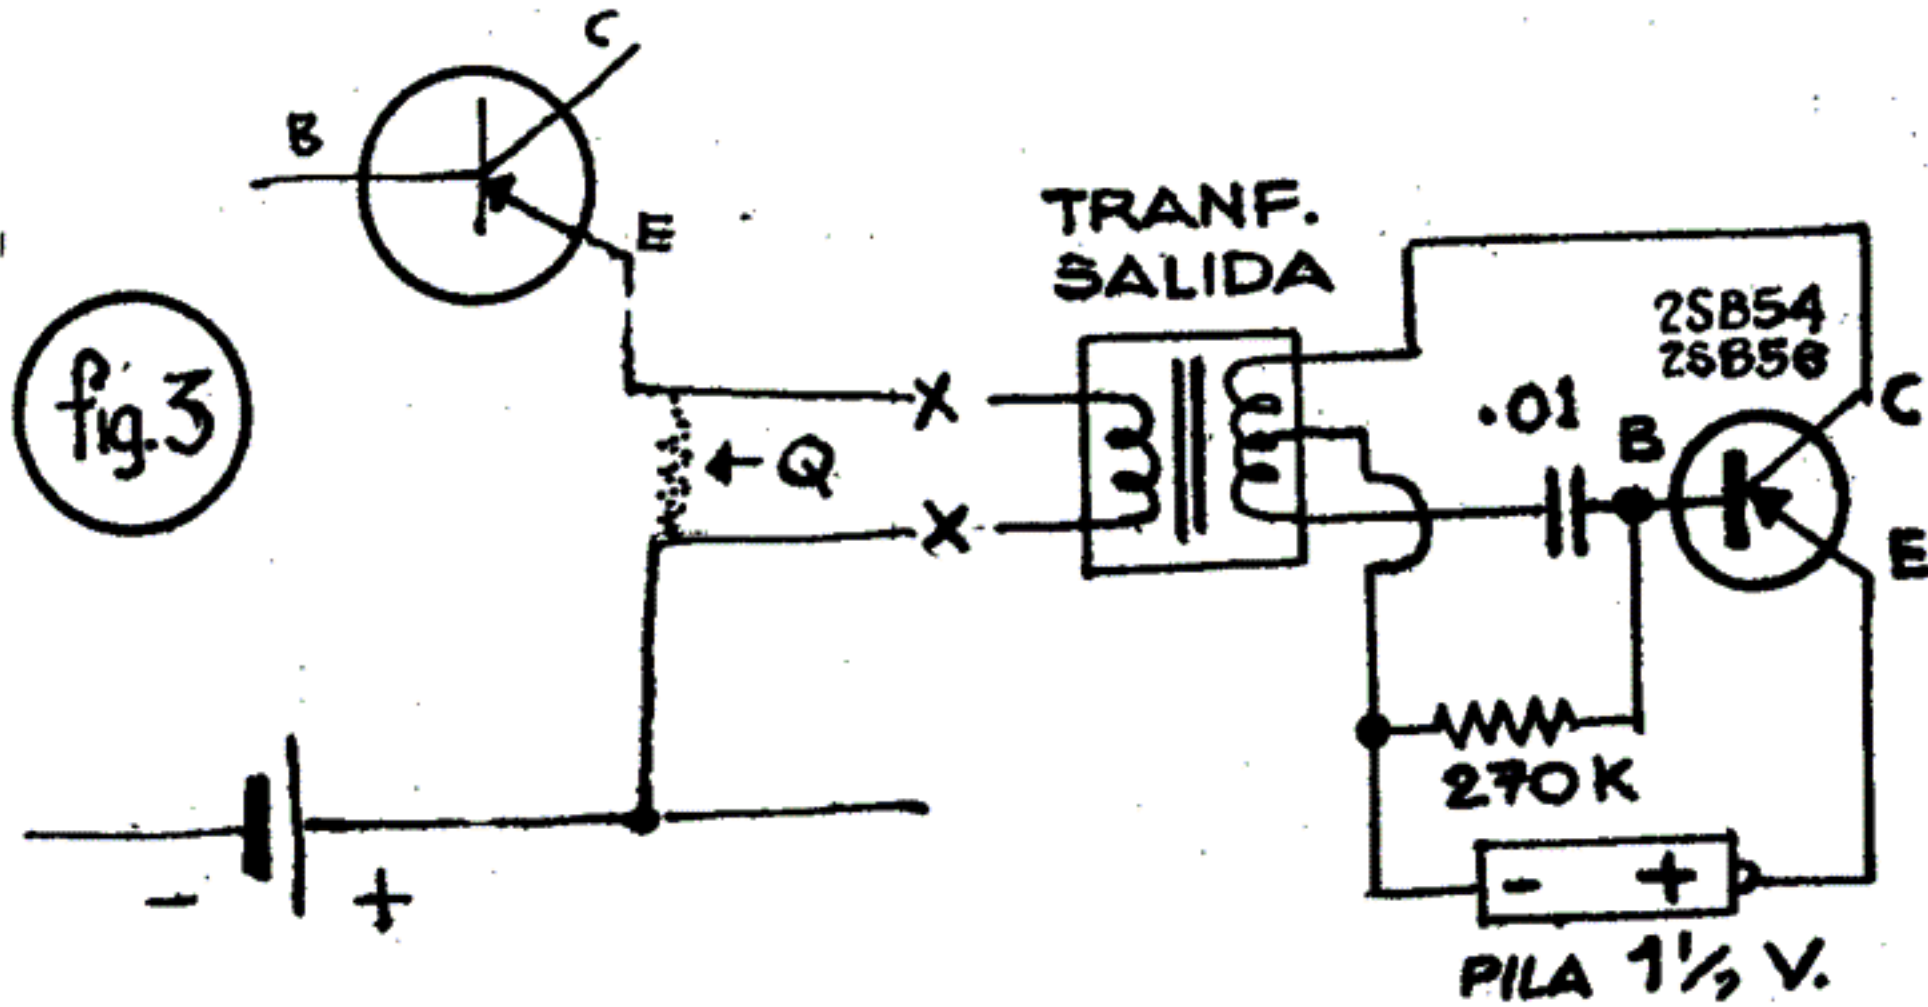 C
B
E
fig.3
Q
X
X
- +
TRANF.
SALIDA
2SB54
2SB56
.01
B
C
E
270K
- +
PILA 1½ V.